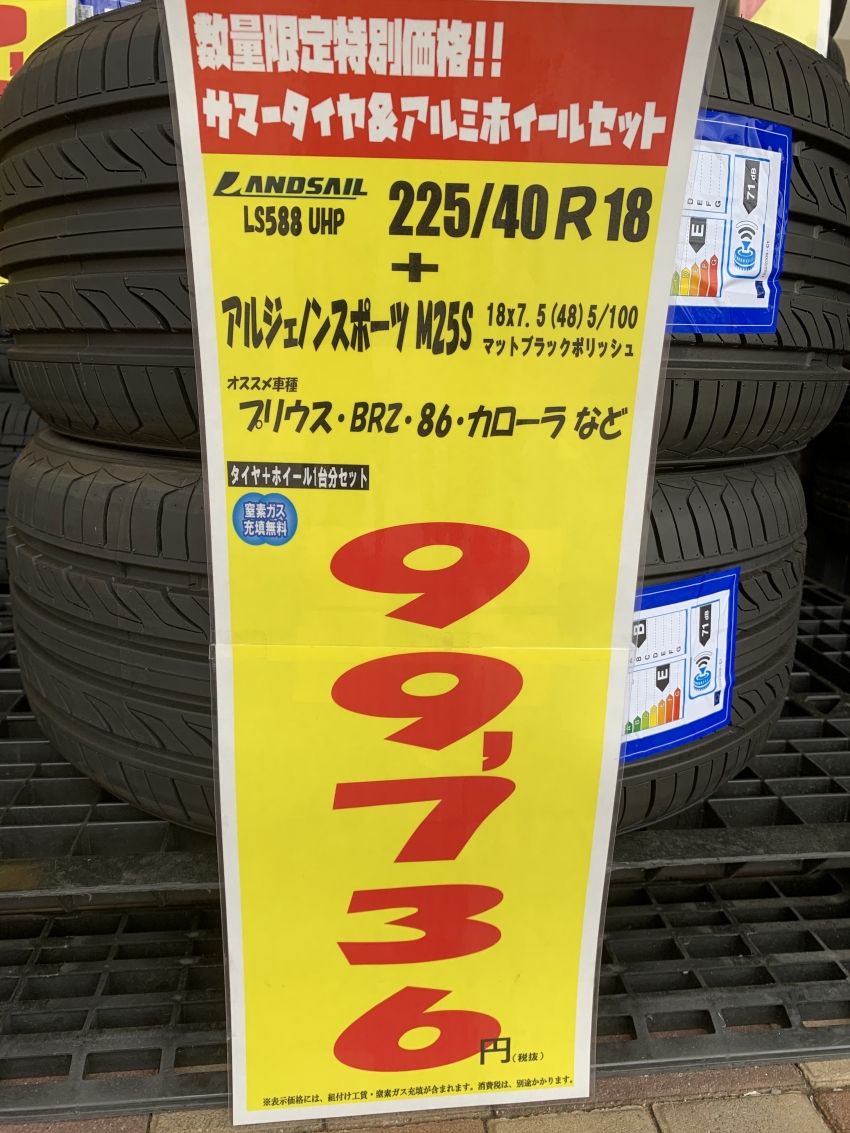 数量限定特別価格!!
サマータイヤ&アルミホイールセット
LANDSAIL
LS588 UHP
225/40 R 18
+
アルジェノンスポーツ M25S
18x7.5(48)5/100
マットブラックポリッシュ
オススメ車種
プリウス・BRZ・86・カローラ など
タイヤ+ホイール1台分セット
窒素ガス
充填無料
99,736
円(税抜)
※表示価格には、組付け工賃・窒素ガス充填が含まれます。消費税は、別途かかります。
D
E
F
G
71 dB
E
B
B
C
D
E
F
G
71 dB
E